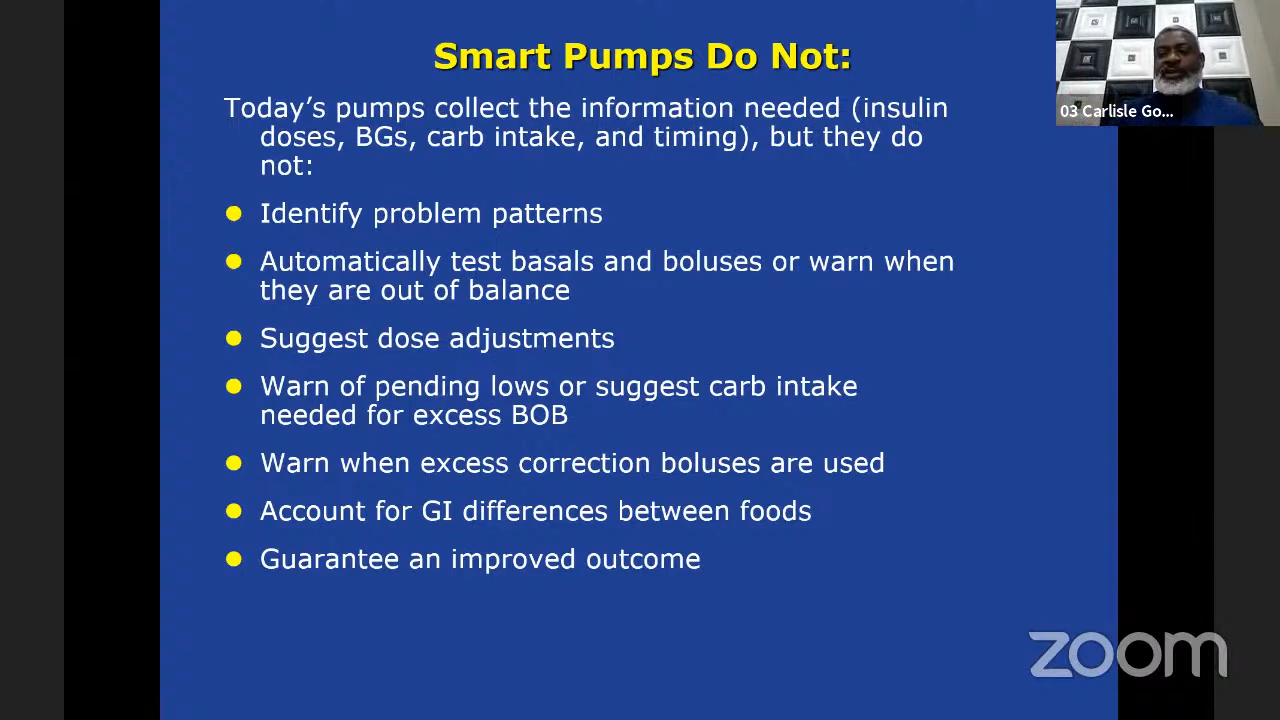 Smart Pumps Do Not:
Today’s pumps collect the information needed (insulin
doses, BGs, carb intake, and timing), but they do
not:
Identify problem patterns
Automatically test basals and boluses or warn when
they are out of balance
Suggest dose adjustments
Warn of pending lows or suggest carb intake
needed for excess BOB
Warn when excess correction boluses are used
Account for GI differences between foods
Guarantee an improved outcome
03 Carlisle Go...
zoom